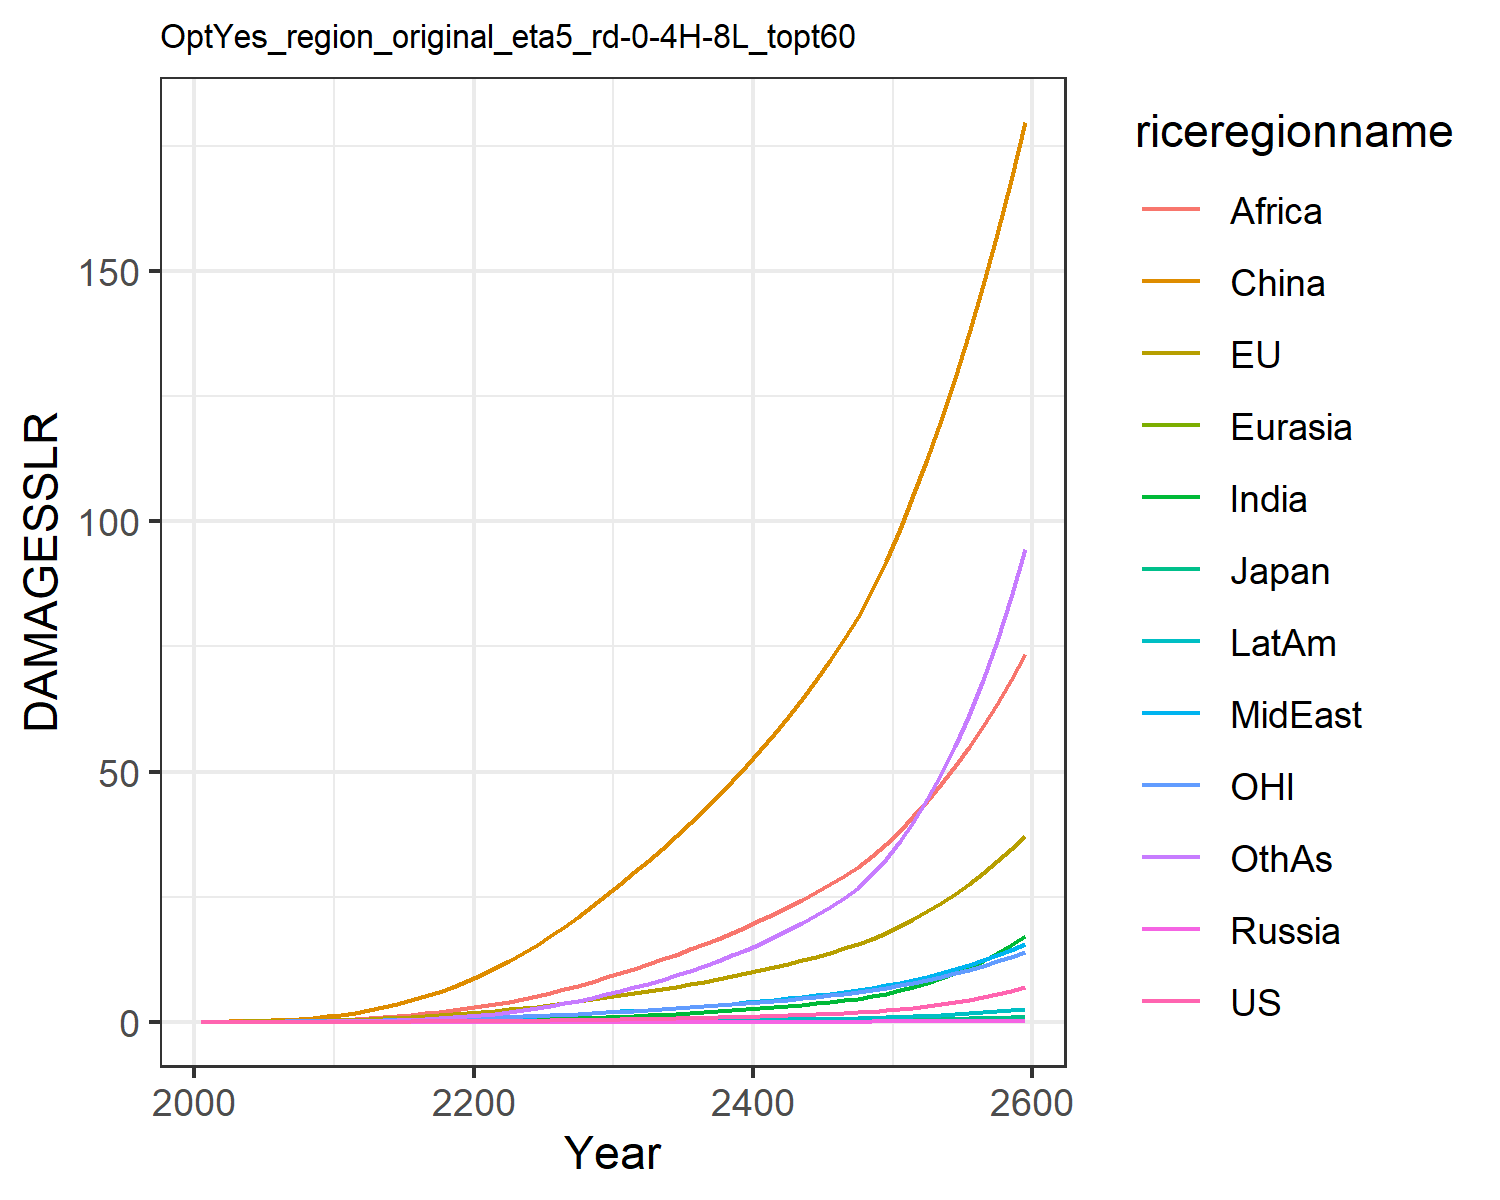 OptYes_region_original_eta5_rd-0-4H-8L_topt60
DAMAGESSLR
150
100
50
0
2000 2200 2400 2600
Year
riceregionname
Africa
China
EU
Eurasia
India
Japan
LatAm
MidEast
OHI
OthAs
Russia
US